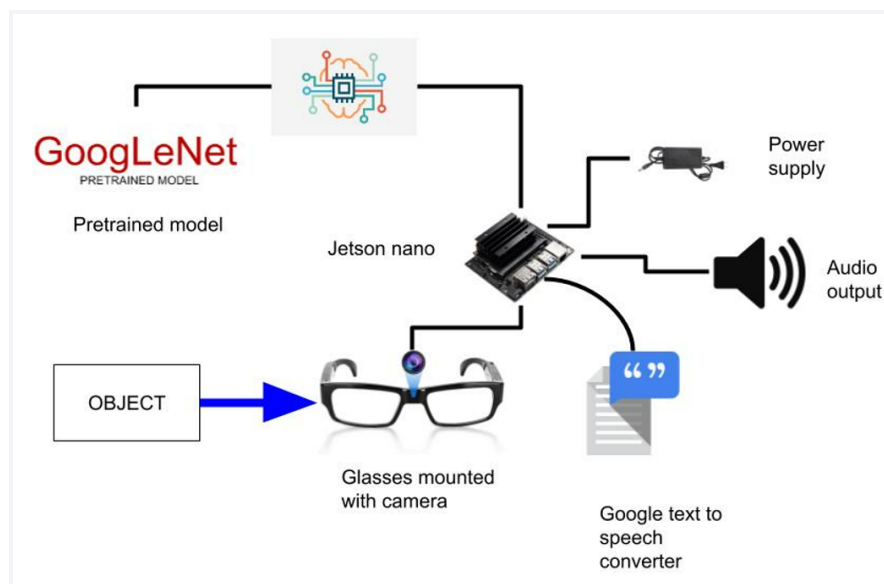 GoogLeNet
PRETRAINED MODEL
Pretrained model
Power
supply
Jetson nano
Audio
output
OBJECT
Glasses mounted
with camera
Google text to
speech
converter